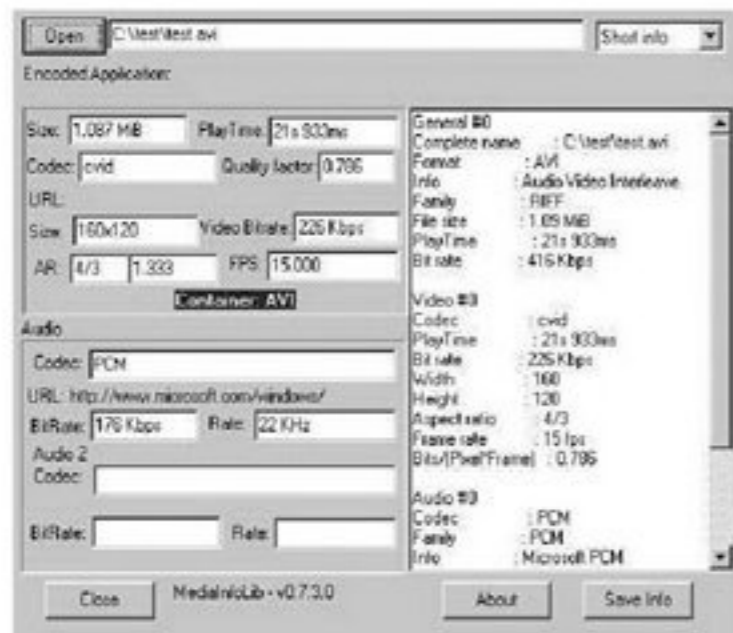 Open C:\test\test.avi Short info
Encoded Application:
Size: 1.087 MiB PlayTime: 21s 933ms
Codec: cvid Quality factor 0.786
URL:
Size: 160x120 Video Bitrate: 226 Kbps
AR: 4/3 1.333 FPS: 15.000
Container: AVI
Audio
Codec: PCM
URL: http://www.microsoft.com/windows/
BitRate: 176 Kbps Rate: 22 KHz
Audio 2
Codec:
BitRate: Rate:
General #0
Complete name : C:\test\test.avi
Format : AVI
Info : Audio Video Interleave
Family : RIFF
File size : 1.09 MiB
PlayTime : 21s 933ms
Bit rate : 416 Kbps
Video #0
Codec : cvid
PlayTime : 21s 933ms
Bit rate : 226 Kbps
Width : 160
Height : 120
Aspect ratio : 4/3
Frame rate : 15 fps
Bits/(Pixel*Frame) : 0.786
Audio #0
Codec : PCM
Family : PCM
Info : Microsoft PCM
Close MediaInfoLib - v0.7.3.0 About Save Info